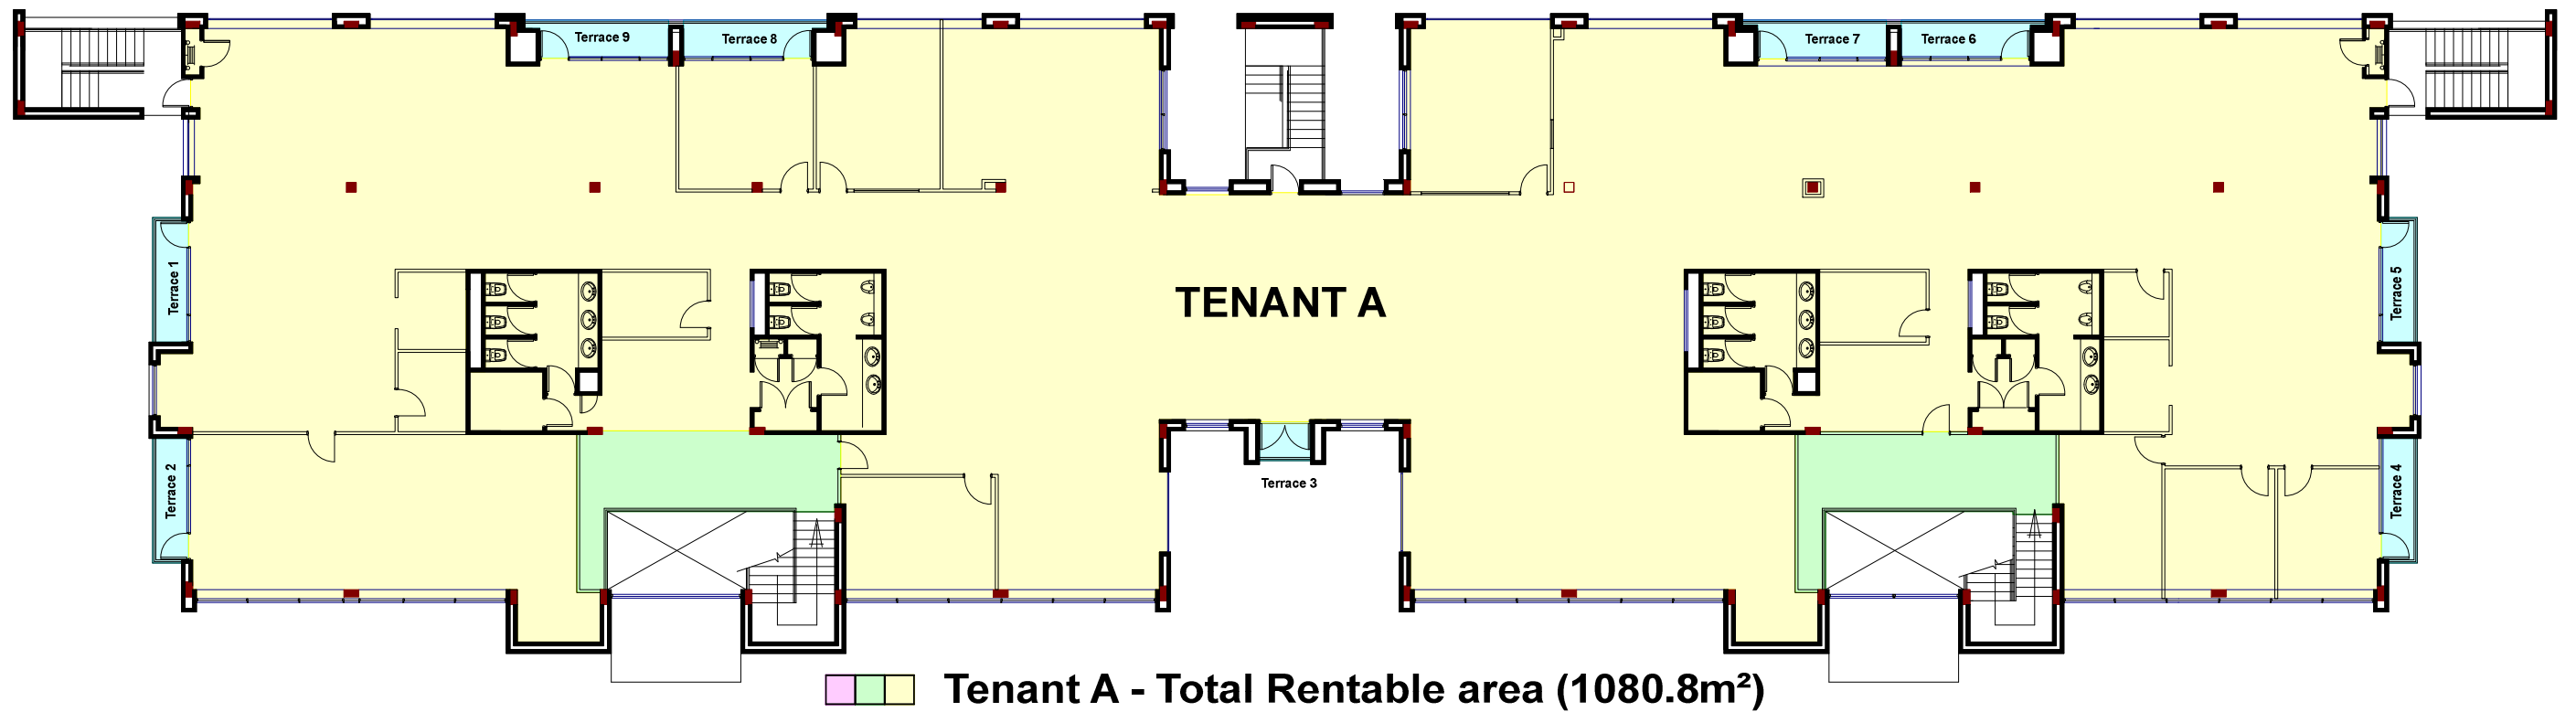 Terrace 9
Terrace 8
Terrace 7
Terrace 6
Terrace 1
TENANT A
Terrace 5
Terrace 2
Terrace 3
Terrace 4
Tenant A - Total Rentable area (1080.8m²)